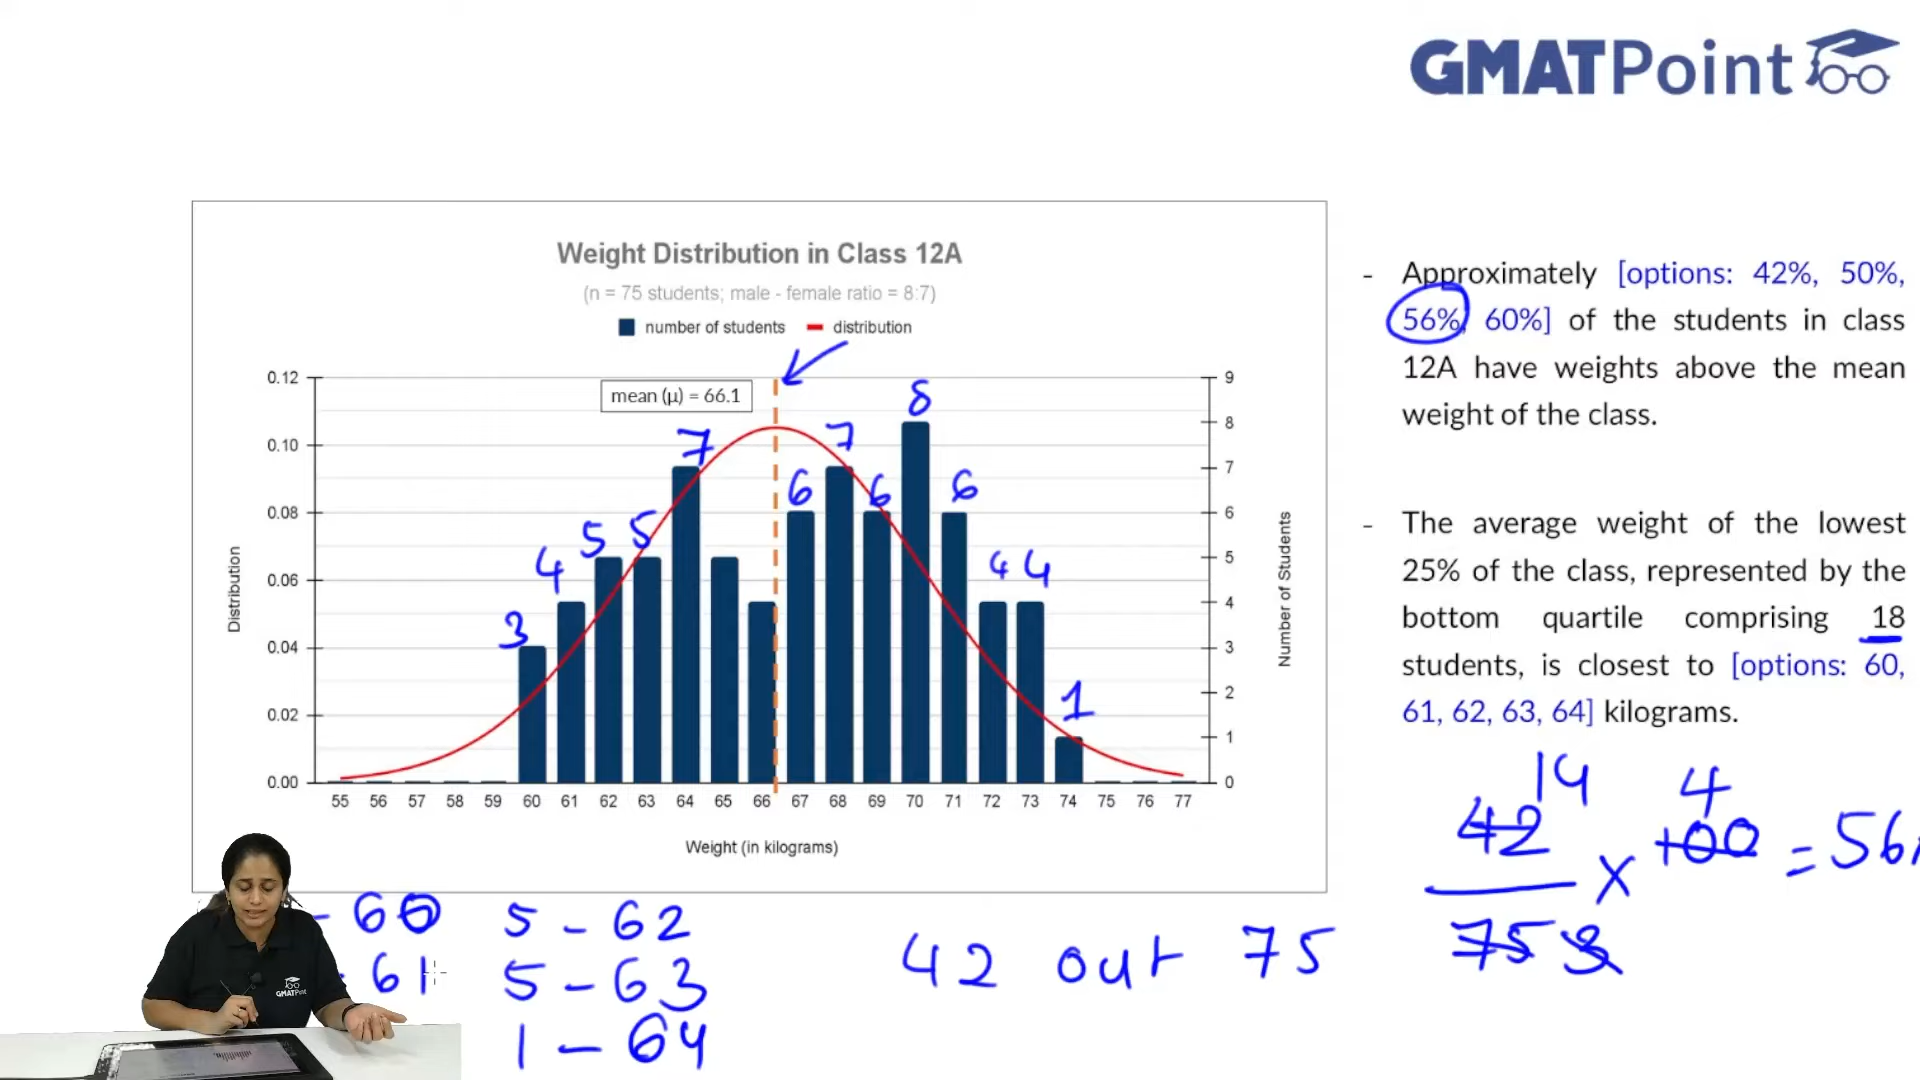 GMATPoint
Weight Distribution in Class 12A
(n = 75 students; male - female ratio = 8:7)
number of students distribution
mean (μ) = 66.1
0.12
0.10
0.08
0.06
0.04
0.02
0.00
Distribution
9
8
7
6
5
4
3
2
1
0
Number of Students
3
4
5
5
7
6
7
6
8
6
4
4
1
55 56 57 58 59 60 61 62 63 64 65 66 67 68 69 70 71 72 73 74 75 76 77
Weight (in kilograms)
- Approximately [options: 42%, 50%,
56%, 60%] of the students in class
12A have weights above the mean
weight of the class.
- The average weight of the lowest
25% of the class, represented by the
bottom quartile comprising 18
students, is closest to [options: 60,
61, 62, 63, 64] kilograms.
14 4
42 × 100 = 56
75 3
- 60
- 61
5 - 62
5 - 63
1 - 64
42 out 75
GMATPoint